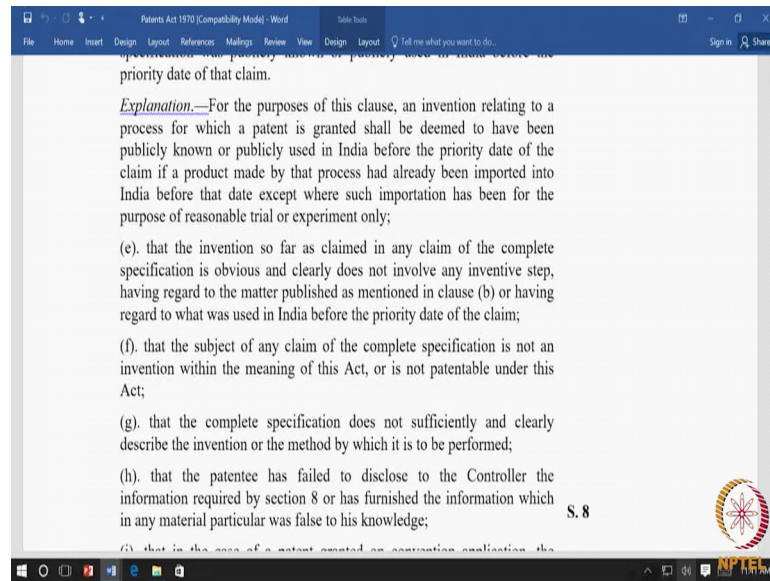 Patents Act 1970 [Compatibility Mode] - Word
Table Tools
File Home Insert Design Layout References Mailings Review View Design Layout Tell me what you want to do... Sign in Share
priority date of that claim.
Explanation.—For the purposes of this clause, an invention relating to a
process for which a patent is granted shall be deemed to have been
publicly known or publicly used in India before the priority date of the
claim if a product made by that process had already been imported into
India before that date except where such importation has been for the
purpose of reasonable trial or experiment only;
(e). that the invention so far as claimed in any claim of the complete
specification is obvious and clearly does not involve any inventive step,
having regard to the matter published as mentioned in clause (b) or having
regard to what was used in India before the priority date of the claim;
(f). that the subject of any claim of the complete specification is not an
invention within the meaning of this Act, or is not patentable under this
Act;
(g). that the complete specification does not sufficiently and clearly
describe the invention or the method by which it is to be performed;
(h). that the patentee has failed to disclose to the Controller the
information required by section 8 or has furnished the information which
in any material particular was false to his knowledge;
S. 8
NPTEL